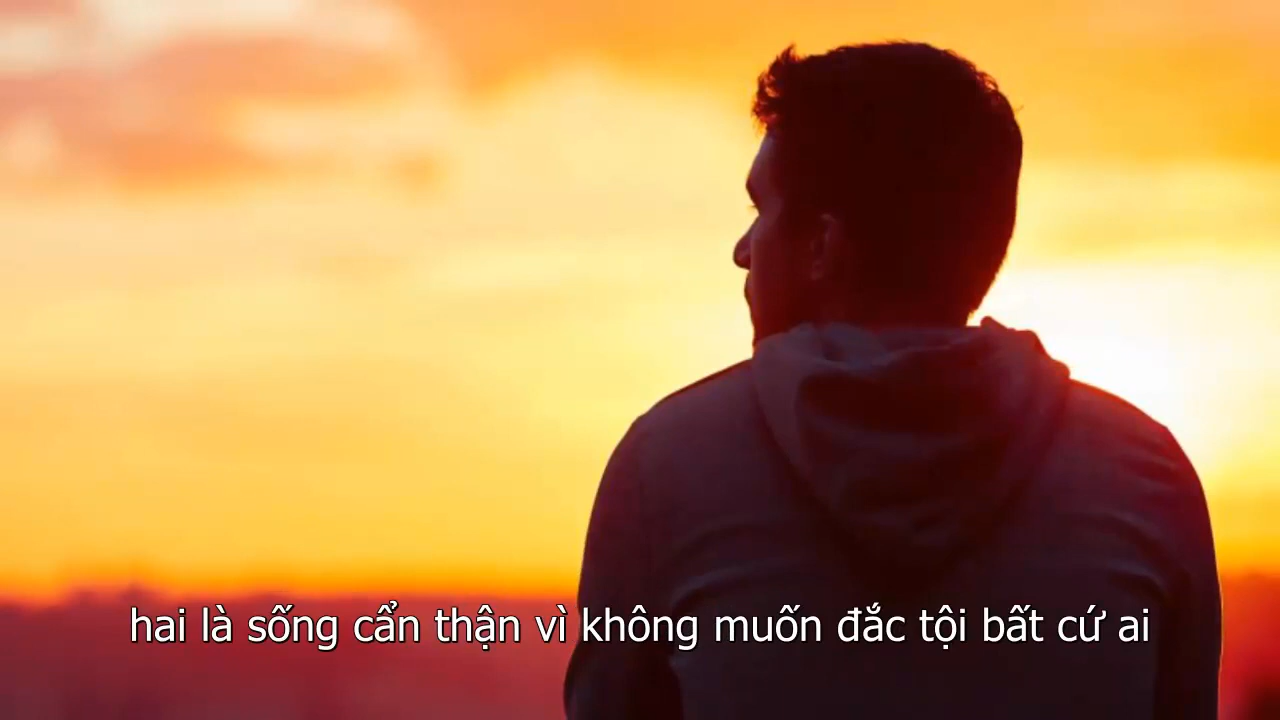 hai là sống cẩn thận vì không muốn đắc tội bất cứ ai